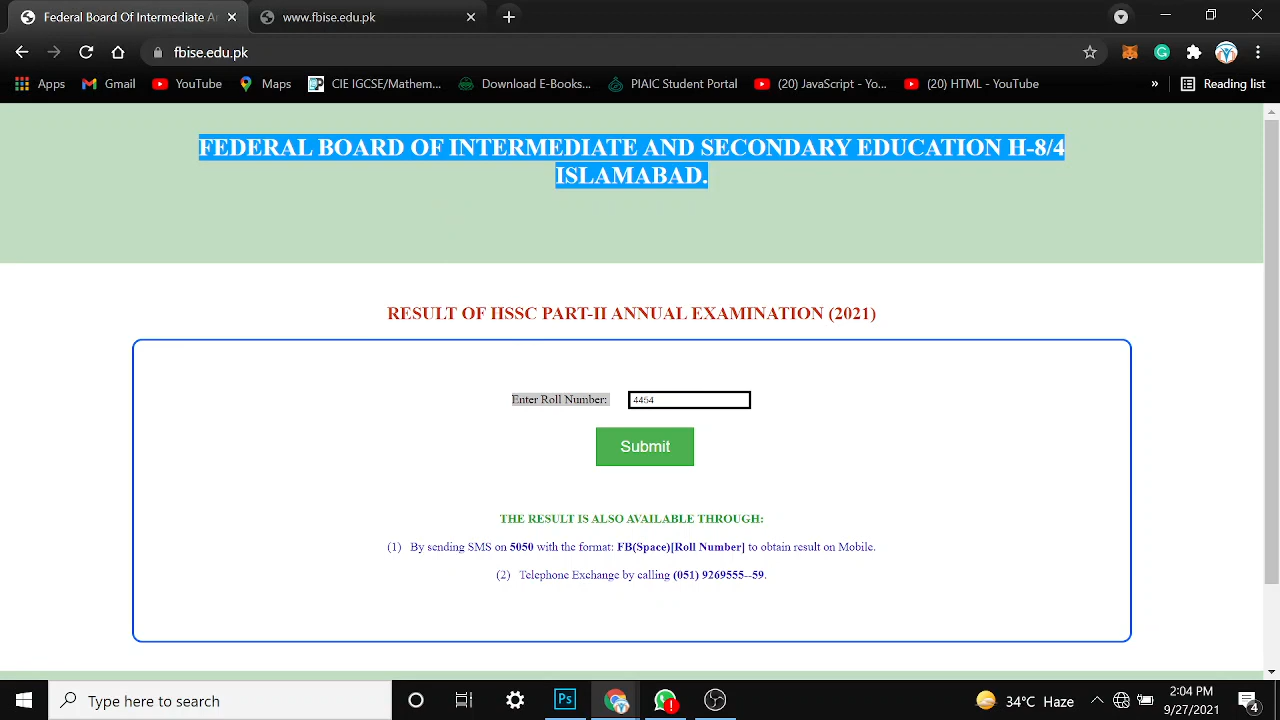 Federal Board Of Intermediate Ar
www.fbise.edu.pk
fbise.edu.pk
Apps
Gmail
YouTube
Maps
CIE IGCSE/Mathem...
Download E-Books...
PIAIC Student Portal
(20) JavaScript - Yo...
(20) HTML - YouTube
»
Reading list
FEDERAL BOARD OF INTERMEDIATE AND SECONDARY EDUCATION H-8/4
ISLAMABAD.
RESULT OF HSSC PART-II ANNUAL EXAMINATION (2021)
Enter Roll Number: 4454
Submit
THE RESULT IS ALSO AVAILABLE THROUGH:
(1) By sending SMS on 5050 with the format: FB(Space)[Roll Number] to obtain result on Mobile.
(2) Telephone Exchange by calling (051) 9269555--59.
Type here to search
Ps
34°C Haze
2:04 PM
9/27/2021
4